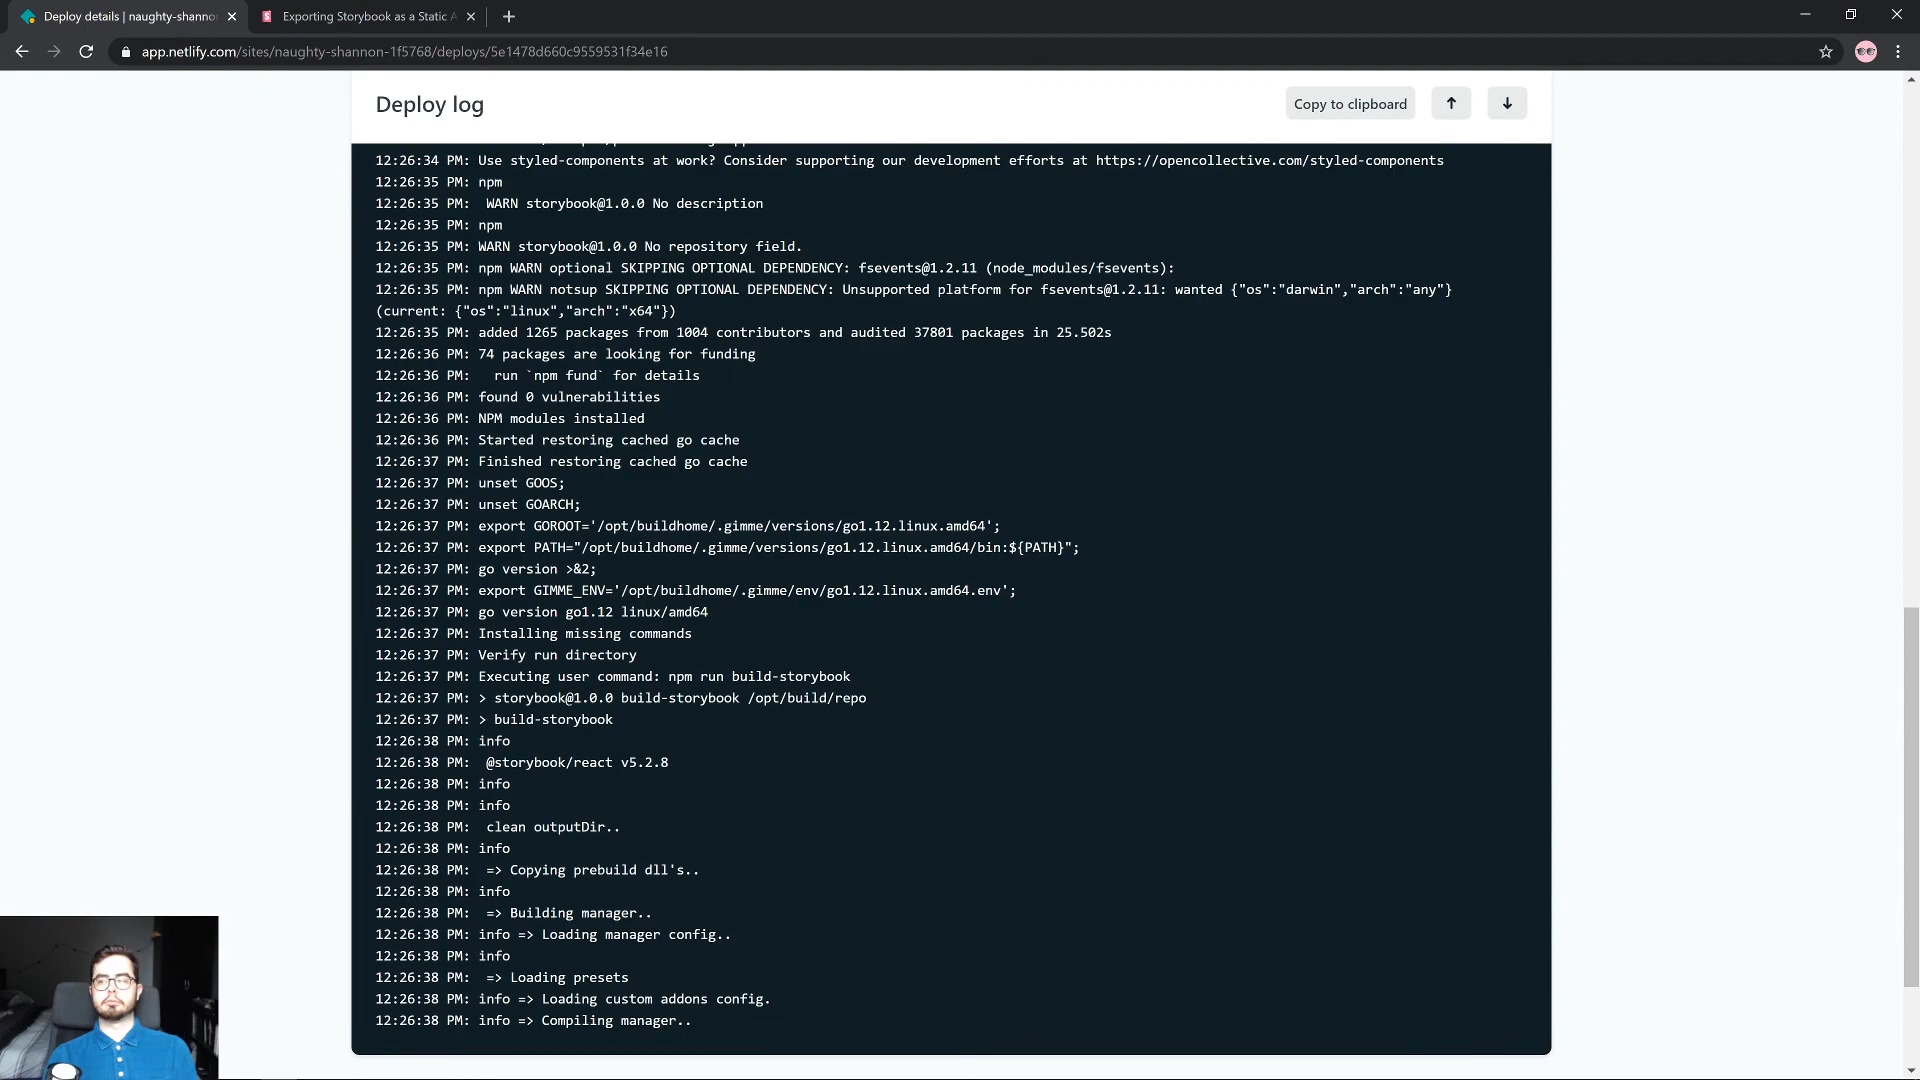 Deploy details | naughty-shanno
Exporting Storybook as a Static A
app.netlify.com/sites/naughty-shannon-1f5768/deploys/5e1478d660c9559531f34e16
Deploy log
Copy to clipboard
12:26:34 PM: Use styled-components at work? Consider supporting our development efforts at https://opencollective.com/styled-components
12:26:35 PM: npm
12:26:35 PM:  WARN storybook@1.0.0 No description
12:26:35 PM: npm
12:26:35 PM: WARN storybook@1.0.0 No repository field.
12:26:35 PM: npm WARN optional SKIPPING OPTIONAL DEPENDENCY: fsevents@1.2.11 (node_modules/fsevents):
12:26:35 PM: npm WARN notsup SKIPPING OPTIONAL DEPENDENCY: Unsupported platform for fsevents@1.2.11: wanted {"os":"darwin","arch":"any"}
(current: {"os":"linux","arch":"x64"})
12:26:35 PM: added 1265 packages from 1004 contributors and audited 37801 packages in 25.502s
12:26:36 PM: 74 packages are looking for funding
12:26:36 PM:   run `npm fund` for details
12:26:36 PM: found 0 vulnerabilities
12:26:36 PM: NPM modules installed
12:26:36 PM: Started restoring cached go cache
12:26:37 PM: Finished restoring cached go cache
12:26:37 PM: unset GOOS;
12:26:37 PM: unset GOARCH;
12:26:37 PM: export GOROOT='/opt/buildhome/.gimme/versions/go1.12.linux.amd64';
12:26:37 PM: export PATH="/opt/buildhome/.gimme/versions/go1.12.linux.amd64/bin:${PATH}";
12:26:37 PM: go version >&2;
12:26:37 PM: export GIMME_ENV='/opt/buildhome/.gimme/env/go1.12.linux.amd64.env';
12:26:37 PM: go version go1.12 linux/amd64
12:26:37 PM: Installing missing commands
12:26:37 PM: Verify run directory
12:26:37 PM: Executing user command: npm run build-storybook
12:26:37 PM: > storybook@1.0.0 build-storybook /opt/build/repo
12:26:37 PM: > build-storybook
12:26:38 PM: info
12:26:38 PM:  @storybook/react v5.2.8
12:26:38 PM: info
12:26:38 PM: info
12:26:38 PM:  clean outputDir..
12:26:38 PM: info
12:26:38 PM:  => Copying prebuild dll's..
12:26:38 PM: info
12:26:38 PM:  => Building manager..
12:26:38 PM: info => Loading manager config..
12:26:38 PM: info
12:26:38 PM:  => Loading presets
12:26:38 PM: info => Loading custom addons config.
12:26:38 PM: info => Compiling manager..